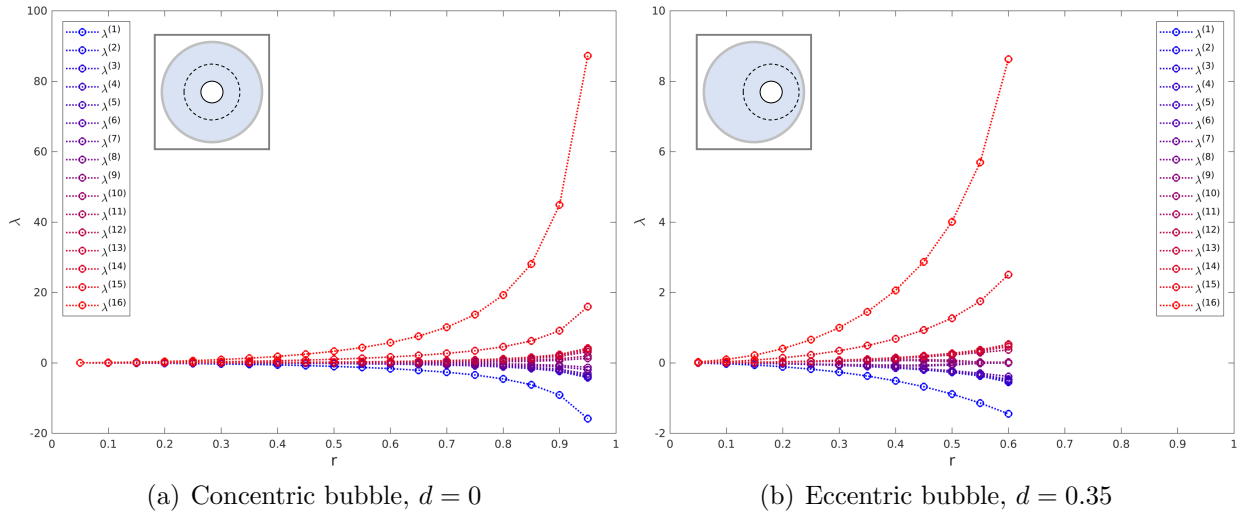 100
80
60
40
20
0
-20
λ
0
0.1
0.2
0.3
0.4
0.5
0.6
0.7
0.8
0.9
1
r
λ(1)
λ(2)
λ(3)
λ(4)
λ(5)
λ(6)
λ(7)
λ(8)
λ(9)
λ(10)
λ(11)
λ(12)
λ(13)
λ(14)
λ(15)
λ(16)
(a) Concentric bubble, d = 0
10
8
6
4
2
0
-2
λ
0
0.1
0.2
0.3
0.4
0.5
0.6
0.7
0.8
0.9
1
r
λ(1)
λ(2)
λ(3)
λ(4)
λ(5)
λ(6)
λ(7)
λ(8)
λ(9)
λ(10)
λ(11)
λ(12)
λ(13)
λ(14)
λ(15)
λ(16)
(b) Eccentric bubble, d = 0.35